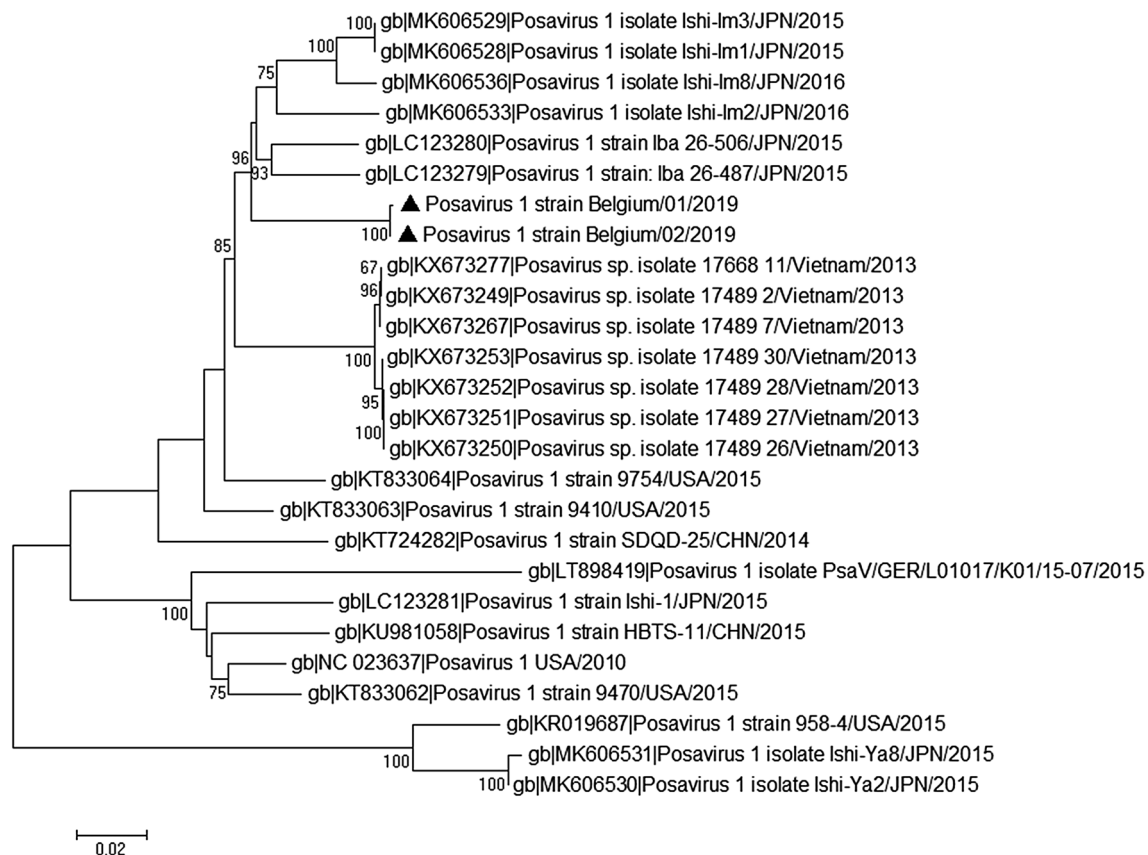 100 gb|MK606529|Posavirus 1 isolate Ishi-Im3/JPN/2015
100 gb|MK606528|Posavirus 1 isolate Ishi-Im1/JPN/2015
75 gb|MK606536|Posavirus 1 isolate Ishi-Im8/JPN/2016
gb|MK606533|Posavirus 1 isolate Ishi-Im2/JPN/2016
gb|LC123280|Posavirus 1 strain Iba 26-506/JPN/2015
96
93 gb|LC123279|Posavirus 1 strain: Iba 26-487/JPN/2015
▲ Posavirus 1 strain Belgium/01/2019
100 ▲ Posavirus 1 strain Belgium/02/2019
85
67 gb|KX673277|Posavirus sp. isolate 17668 11/Vietnam/2013
96 gb|KX673249|Posavirus sp. isolate 17489 2/Vietnam/2013
gb|KX673267|Posavirus sp. isolate 17489 7/Vietnam/2013
100 gb|KX673253|Posavirus sp. isolate 17489 30/Vietnam/2013
gb|KX673252|Posavirus sp. isolate 17489 28/Vietnam/2013
95 gb|KX673251|Posavirus sp. isolate 17489 27/Vietnam/2013
100 gb|KX673250|Posavirus sp. isolate 17489 26/Vietnam/2013
gb|KT833064|Posavirus 1 strain 9754/USA/2015
gb|KT833063|Posavirus 1 strain 9410/USA/2015
gb|KT724282|Posavirus 1 strain SDQD-25/CHN/2014
gb|LT898419|Posavirus 1 isolate PsaV/GER/L01017/K01/15-07/2015
100 gb|LC123281|Posavirus 1 strain Ishi-1/JPN/2015
gb|KU981058|Posavirus 1 strain HBTS-11/CHN/2015
gb|NC 023637|Posavirus 1 USA/2010
75 gb|KT833062|Posavirus 1 strain 9470/USA/2015
gb|KR019687|Posavirus 1 strain 958-4/USA/2015
100 gb|MK606531|Posavirus 1 isolate Ishi-Ya8/JPN/2015
100 gb|MK606530|Posavirus 1 isolate Ishi-Ya2/JPN/2015
0.02